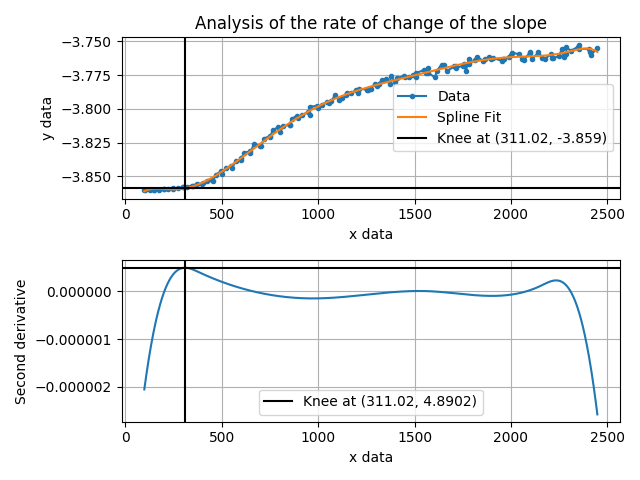 Analysis of the rate of change of the slope
−3.750
−3.775
−3.800
−3.825
−3.850
y data
Data
Spline Fit
Knee at (311.02, -3.859)
0 500 1000 1500 2000 2500
x data
0.000000
−0.000001
−0.000002
Second derivative
Knee at (311.02, 4.8902)
0 500 1000 1500 2000 2500
x data